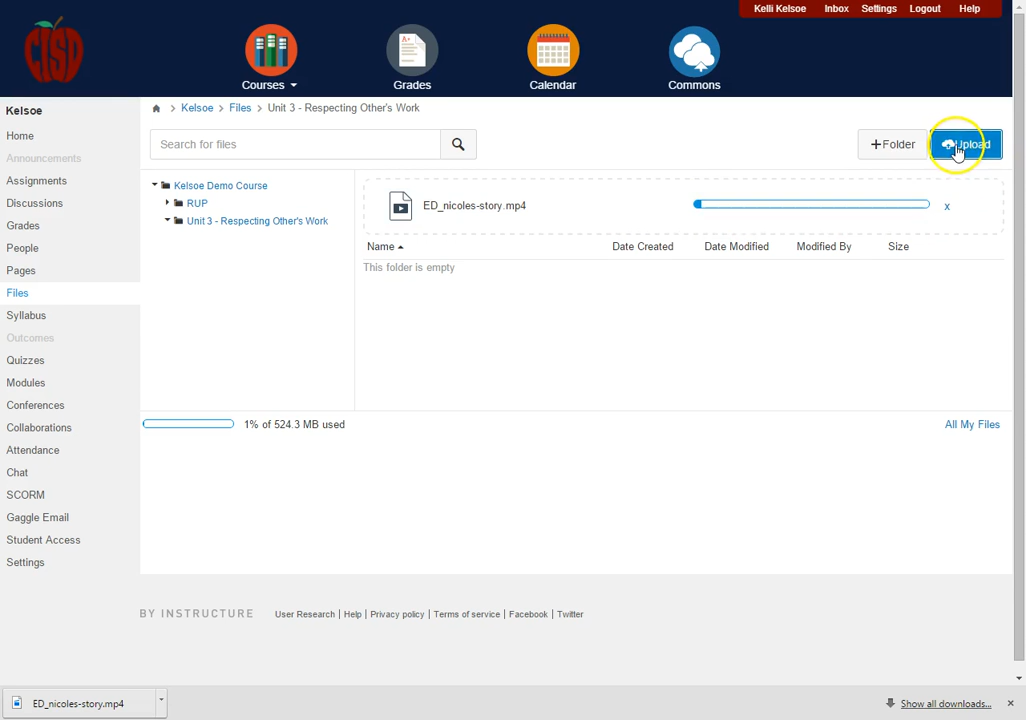 Kelli Kelsoe Inbox Settings Logout Help
CISD
Courses Grades Calendar Commons
A+
Kelsoe
Home
Announcements
Assignments
Discussions
Grades
People
Pages
Files
Syllabus
Outcomes
Quizzes
Modules
Conferences
Collaborations
Attendance
Chat
SCORM
Gaggle Email
Student Access
Settings
> Kelsoe > Files > Unit 3 - Respecting Other's Work
Search for files
+Folder Upload
Kelsoe Demo Course
RUP
Unit 3 - Respecting Other's Work
ED_nicoles-story.mp4 x
Name Date Created Date Modified Modified By Size
This folder is empty
1% of 524.3 MB used All My Files
BY INSTRUCTURE User Research | Help | Privacy policy | Terms of service | Facebook | Twitter
ED_nicoles-story.mp4 Show all downloads... ×